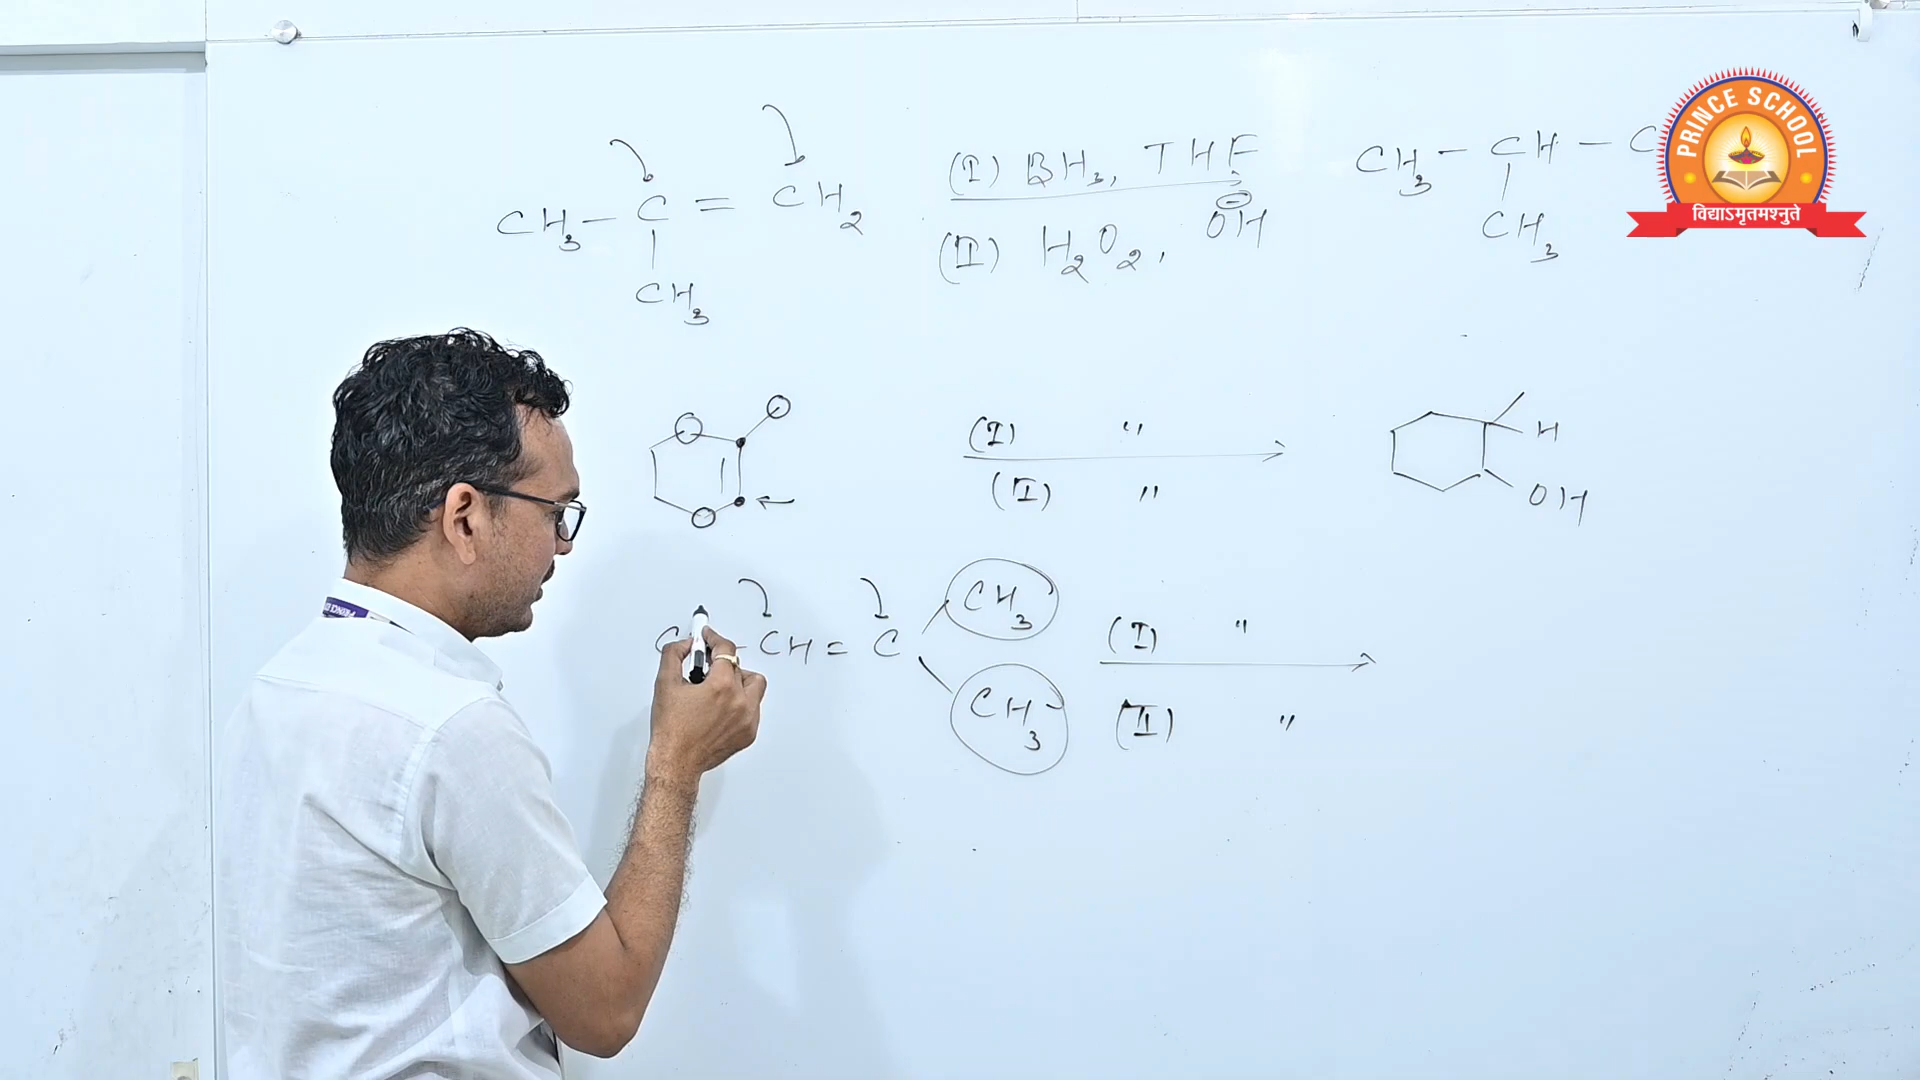 CH₃ – C = CH₂
CH₃
(I) BH₃, THF
(II) H₂O₂, OH⊖
CH₃ – CH – C
CH₃
(I) "
(II) "
H
OH
CH = C
CH₃
CH₃
(I) "
(II) "
PRINCE SCHOOL
विद्याऽमृतमश्नुते